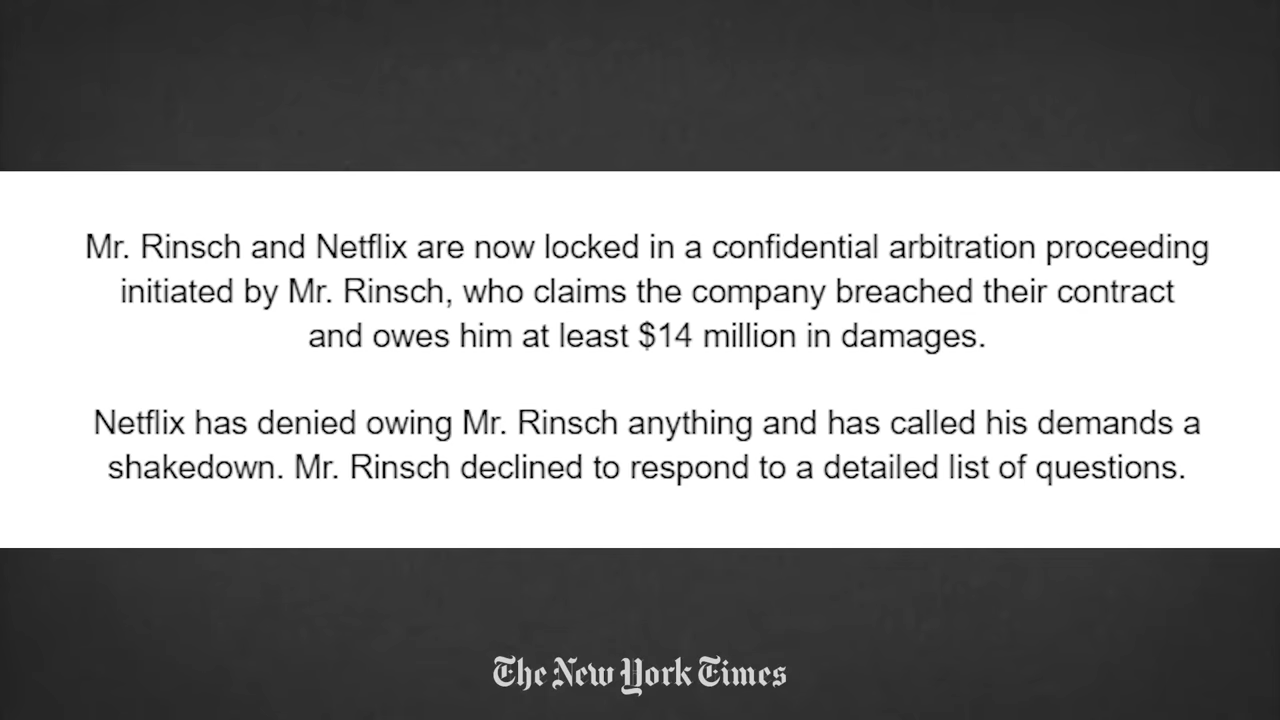 Mr. Rinsch and Netflix are now locked in a confidential arbitration proceeding
initiated by Mr. Rinsch, who claims the company breached their contract
and owes him at least $14 million in damages.
Netflix has denied owing Mr. Rinsch anything and has called his demands a
shakedown. Mr. Rinsch declined to respond to a detailed list of questions.
The New York Times